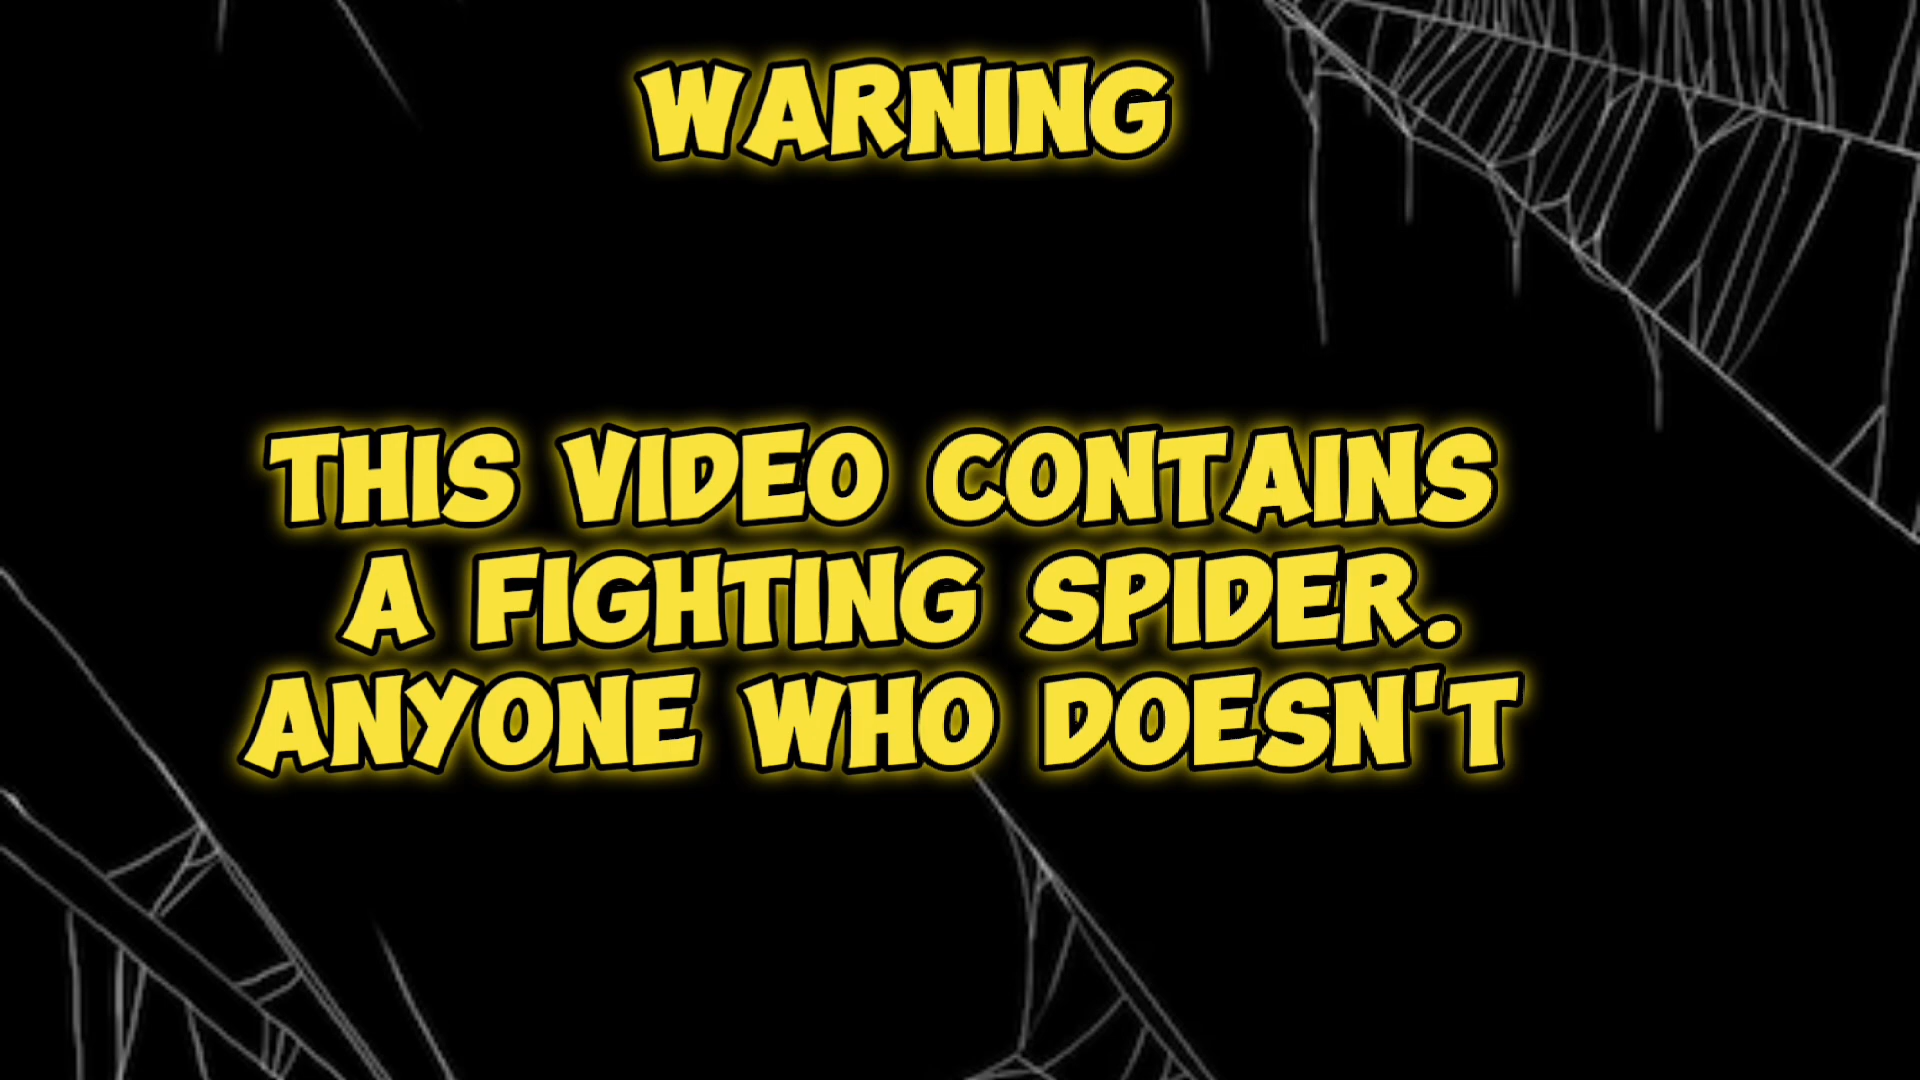 WARNING
THIS VIDEO CONTAINS
A FIGHTING SPIDER.
ANYONE WHO DOESN'T